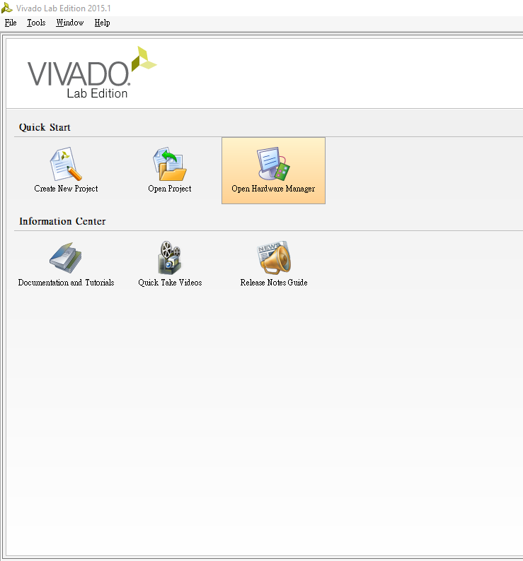 Vivado Lab Edition 2015.1
File Tools Window Help
VIVADO.
Lab Edition
Quick Start
Create New Project Open Project Open Hardware Manager
Information Center
Documentation and Tutorials Quick Take Videos Release Notes Guide